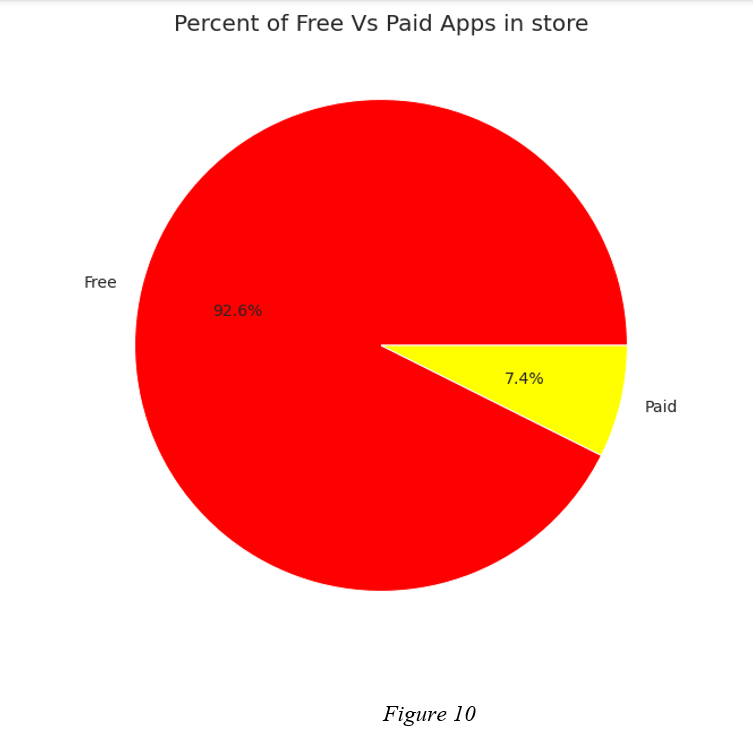 Percent of Free Vs Paid Apps in store
Free
92.6%
7.4%
Paid
Figure 10